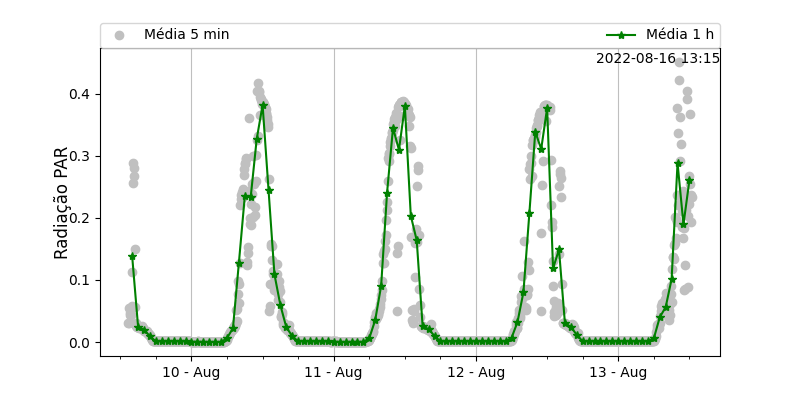 Média 5 min
Média 1 h
2022-08-16 13:15
Radiação PAR
0.4
0.3
0.2
0.1
0.0
10 - Aug
11 - Aug
12 - Aug
13 - Aug